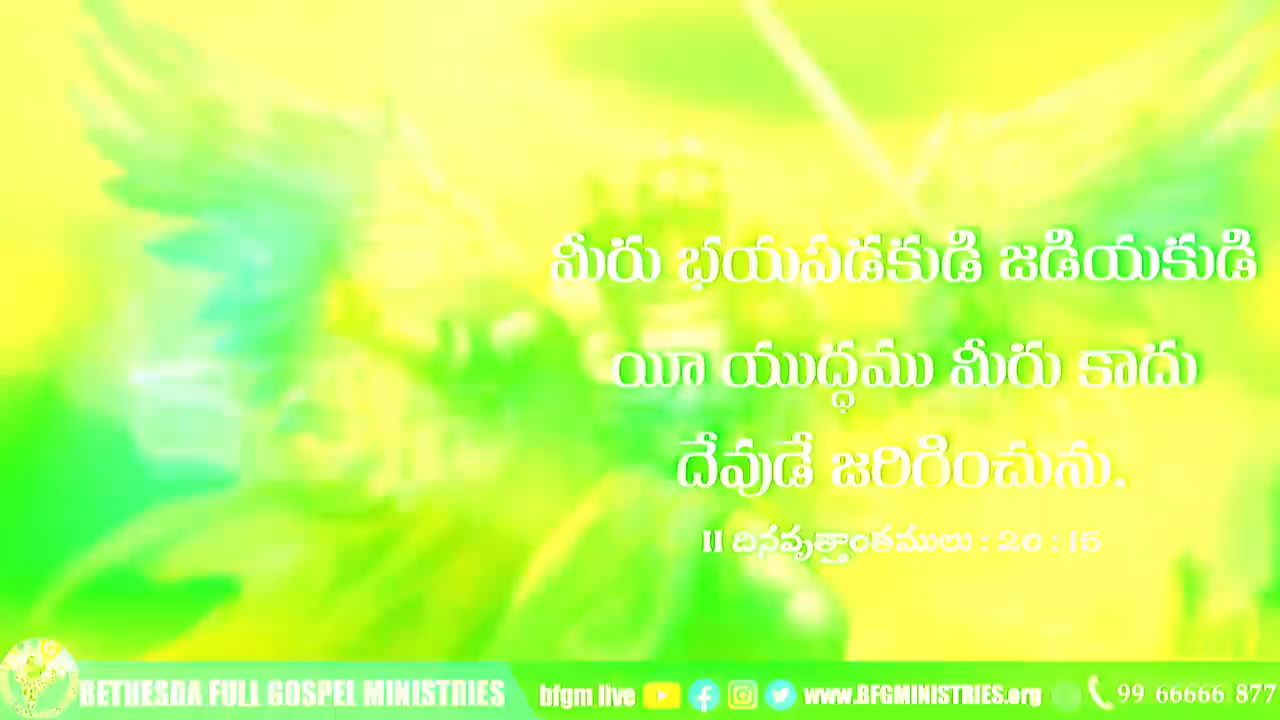 మీరు భయపడకుడి జడియకుడి
యీ యుద్ధము మీరు కాదు
దేవుడే జరిగించును.
II దినవృత్తాంతములు : 20 : 15
BETHESDA FULL GOSPEL MINISTRIES bfgm live www.BFGMINISTRIES.org 99 66666 877